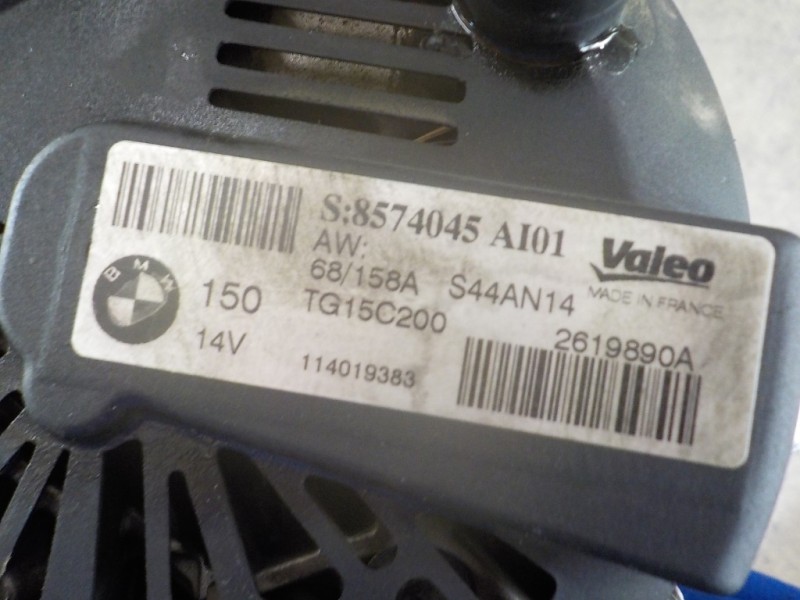 S:8574045 AI01
AW:
68/158A S44AN14
Valeo
MADE IN FRANCE
BMW
150
TG15C200
14V
114019383
2619890A